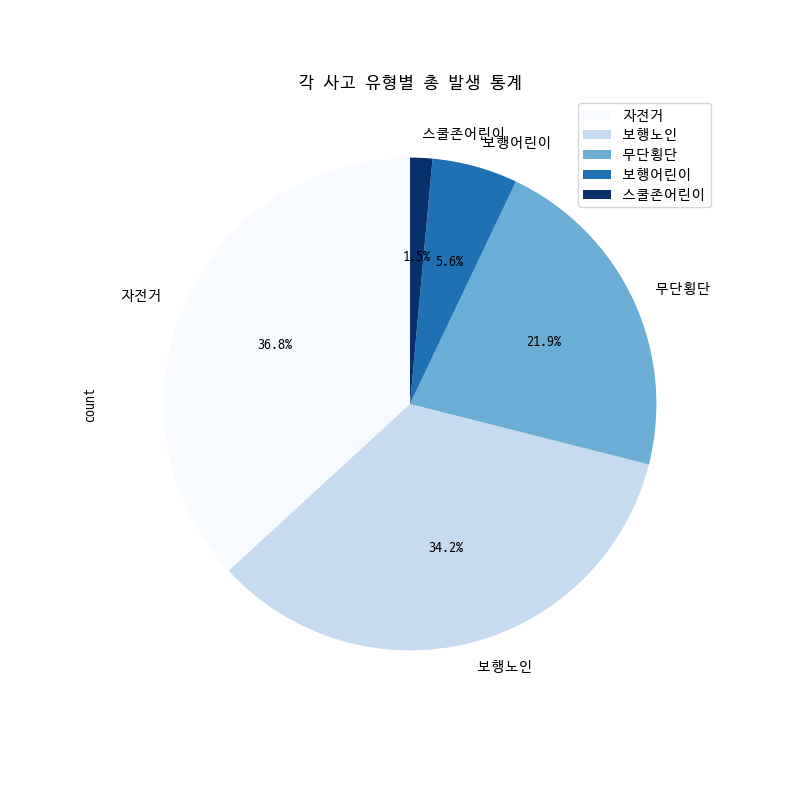 각 사고 유형별 총 발생 통계
자전거
보행노인
무단횡단
보행어린이
스쿨존어린이
스쿨존어린이
보행어린이
무단횡단
자전거
보행노인
1.5%
5.6%
21.9%
36.8%
34.2%
count